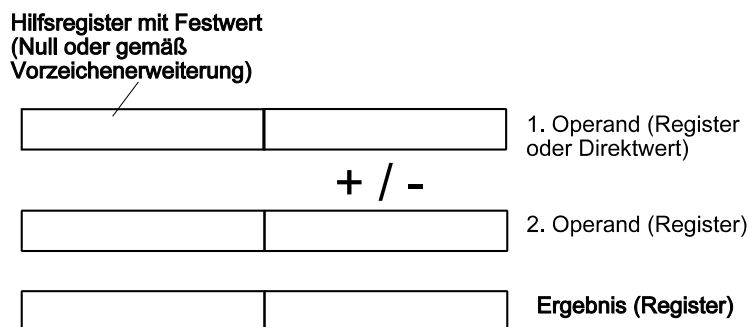 Hilfsregister mit Festwert
(Null oder gemäß
Vorzeichenerweiterung)
1. Operand (Register
oder Direktwert)
+ / -
2. Operand (Register)
Ergebnis (Register)